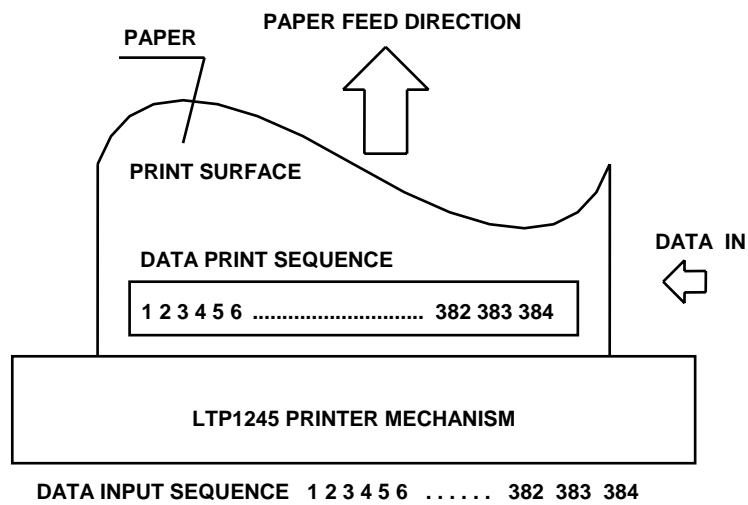 PAPER FEED DIRECTION
PAPER
PRINT SURFACE
DATA IN
DATA PRINT SEQUENCE
1 2 3 4 5 6 ............................. 382 383 384
LTP1245 PRINTER MECHANISM
DATA INPUT SEQUENCE 1 2 3 4 5 6 . . . . . . 382 383 384